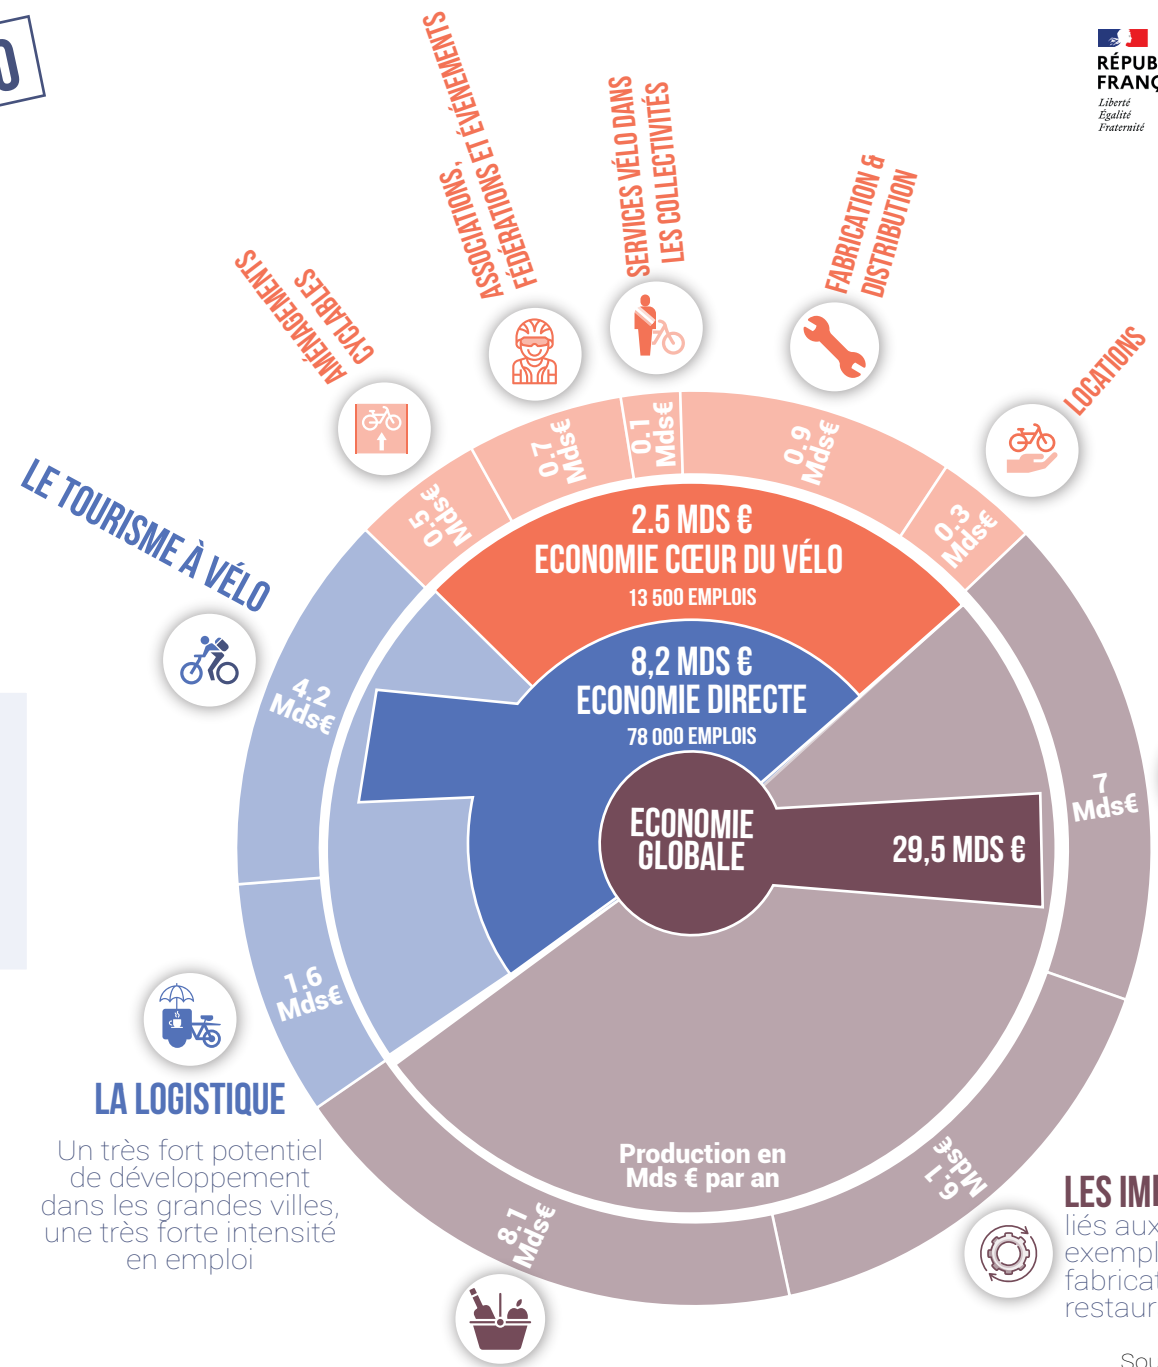 RÉPUB
FRANÇ
Liberté
Égalité
Fraternité
ASSOCIATIONS,
FÉDÉRATIONS ET ÉVÉNEMENTS
SERVICES VÉLO DANS
LES COLLECTIVITÉS
FABRICATION &
DISTRIBUTION
AMÉNAGEMENTS
CYCLABLES
LOCATIONS
0.5
Mds€
0.7
Mds€
0.1
Mds€
0.9
Mds€
0.3
Mds€
LE TOURISME À VÉLO
2.5 MDS €
ECONOMIE CŒUR DU VÉLO
13 500 EMPLOIS
8,2 MDS €
ECONOMIE DIRECTE
78 000 EMPLOIS
4.2
Mds€
7
Mds€
ECONOMIE
GLOBALE
29,5 MDS €
1.6
Mds€
LA LOGISTIQUE
Un très fort potentiel
de développement
dans les grandes villes,
une très forte intensité
en emploi
Production en
Mds € par an
8.1
Mds€
6.1
Mds€
LES IM
liés aux
exempl
fabricat
restaur
Sou